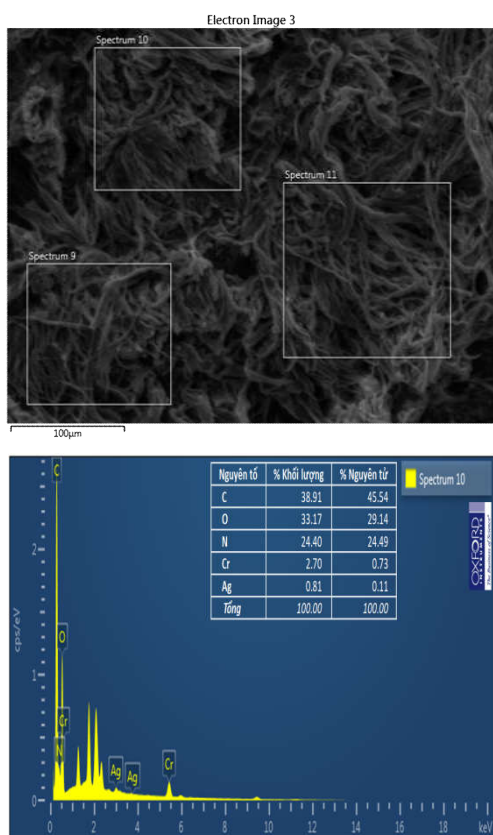 Electron Image 3
Spectrum 10
Spectrum 11
Spectrum 9
100μm
Nguyên tố % Khối lượng % Nguyên tử
C 38.91 45.54
O 33.17 29.14
N 24.40 24.49
Cr 2.70 0.73
Ag 0.81 0.11
Tổng 100.00 100.00
Spectrum 10
OXFORD
INSTRUMENTS
cps/eV
2
1
0
C
O
Cr
N
Ag
Ag
Cr
0 2 4 6 8 10 12 14 16 18 keV